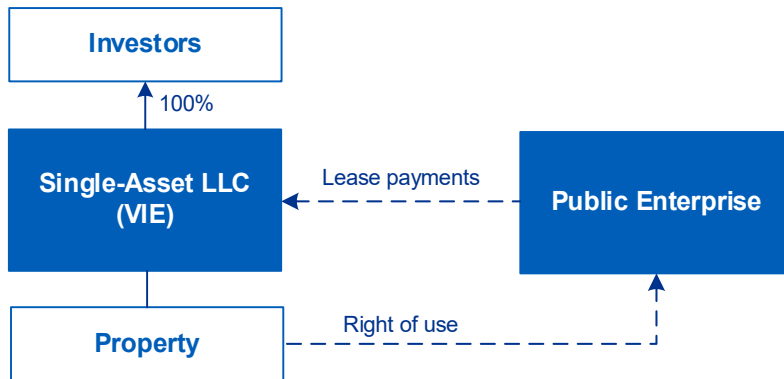 Investors
100%
Single-Asset LLC
(VIE)
Lease payments
Public Enterprise
Right of use
Property